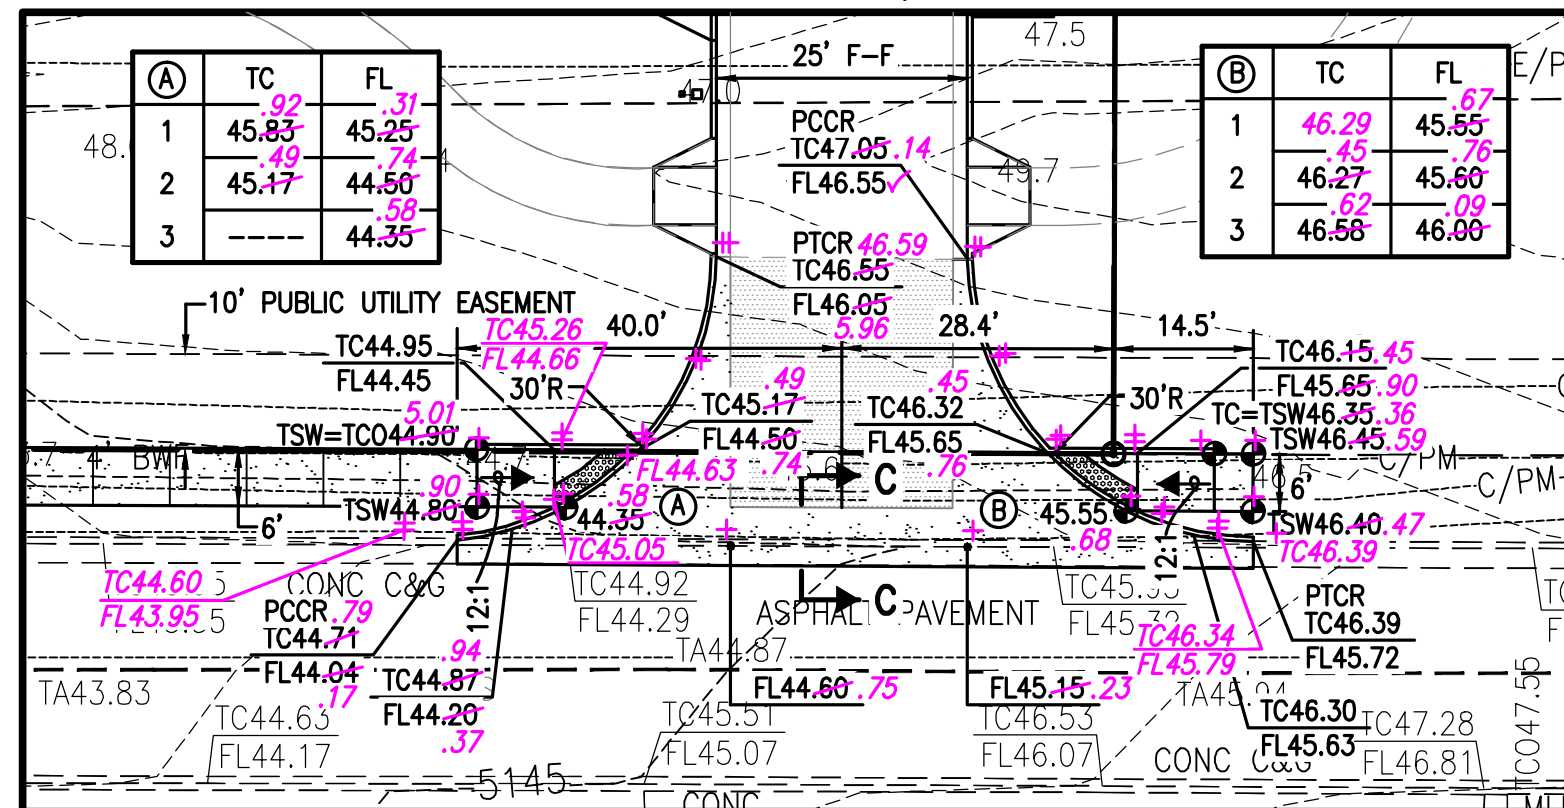 47.5
25' F-F
E/P
A TC FL
.92 .31
1 45.83 45.25
.49 .74
2 45.17 44.50
.58
3 ---- 44.35
B TC FL
.67
1 46.29 45.55
.45 .76
2 46.27 45.60
.62 .09
3 46.58 46.00
48.
PCCR
TC47.05 .14
FL46.55 ✓
49.7
PTCR 46.59
TC46.55
FL46.05
5.96
10' PUBLIC UTILITY EASEMENT
40.0'
28.4'
14.5'
TC45.26
FL44.66
TC44.95
FL44.45
30'R
30'R
TC46.15 .45
FL45.65 .90
TC=TSW46.35 .36
TSW46.45 .59
5.01
TSW=TC044.90'
.49
TC45.17
FL44.50
.74
.45
TC46.32
FL45.65
.76
FL44.63
4' BW
C/PM
C/PM-
C
.90
TSW44.80
6'
.58
44.35
A
B
45.55
.68
6'
TSW46.40 .47
TC46.39
TC45.05
12:1
12:1
TC44.60
FL43.95
CONC C&G
TC44.92
FL44.29
C
ASPHALT PAVEMENT
TC46.34
FL45.79
PTCR
TC46.39
FL45.72
PCCR .79
TC44.71
FL44.04
.17
.94
TC44.87
FL44.20
.37
TA44.87
TA43.83
FL44.60 .75
FL45.15 .23
TC46.30
FL45.63
TC44.63
FL44.17
TC45.51
FL45.07
TC46.53
FL46.07
CONC C&G
TC47.28
FL46.81
TC047.55
5145
CONC